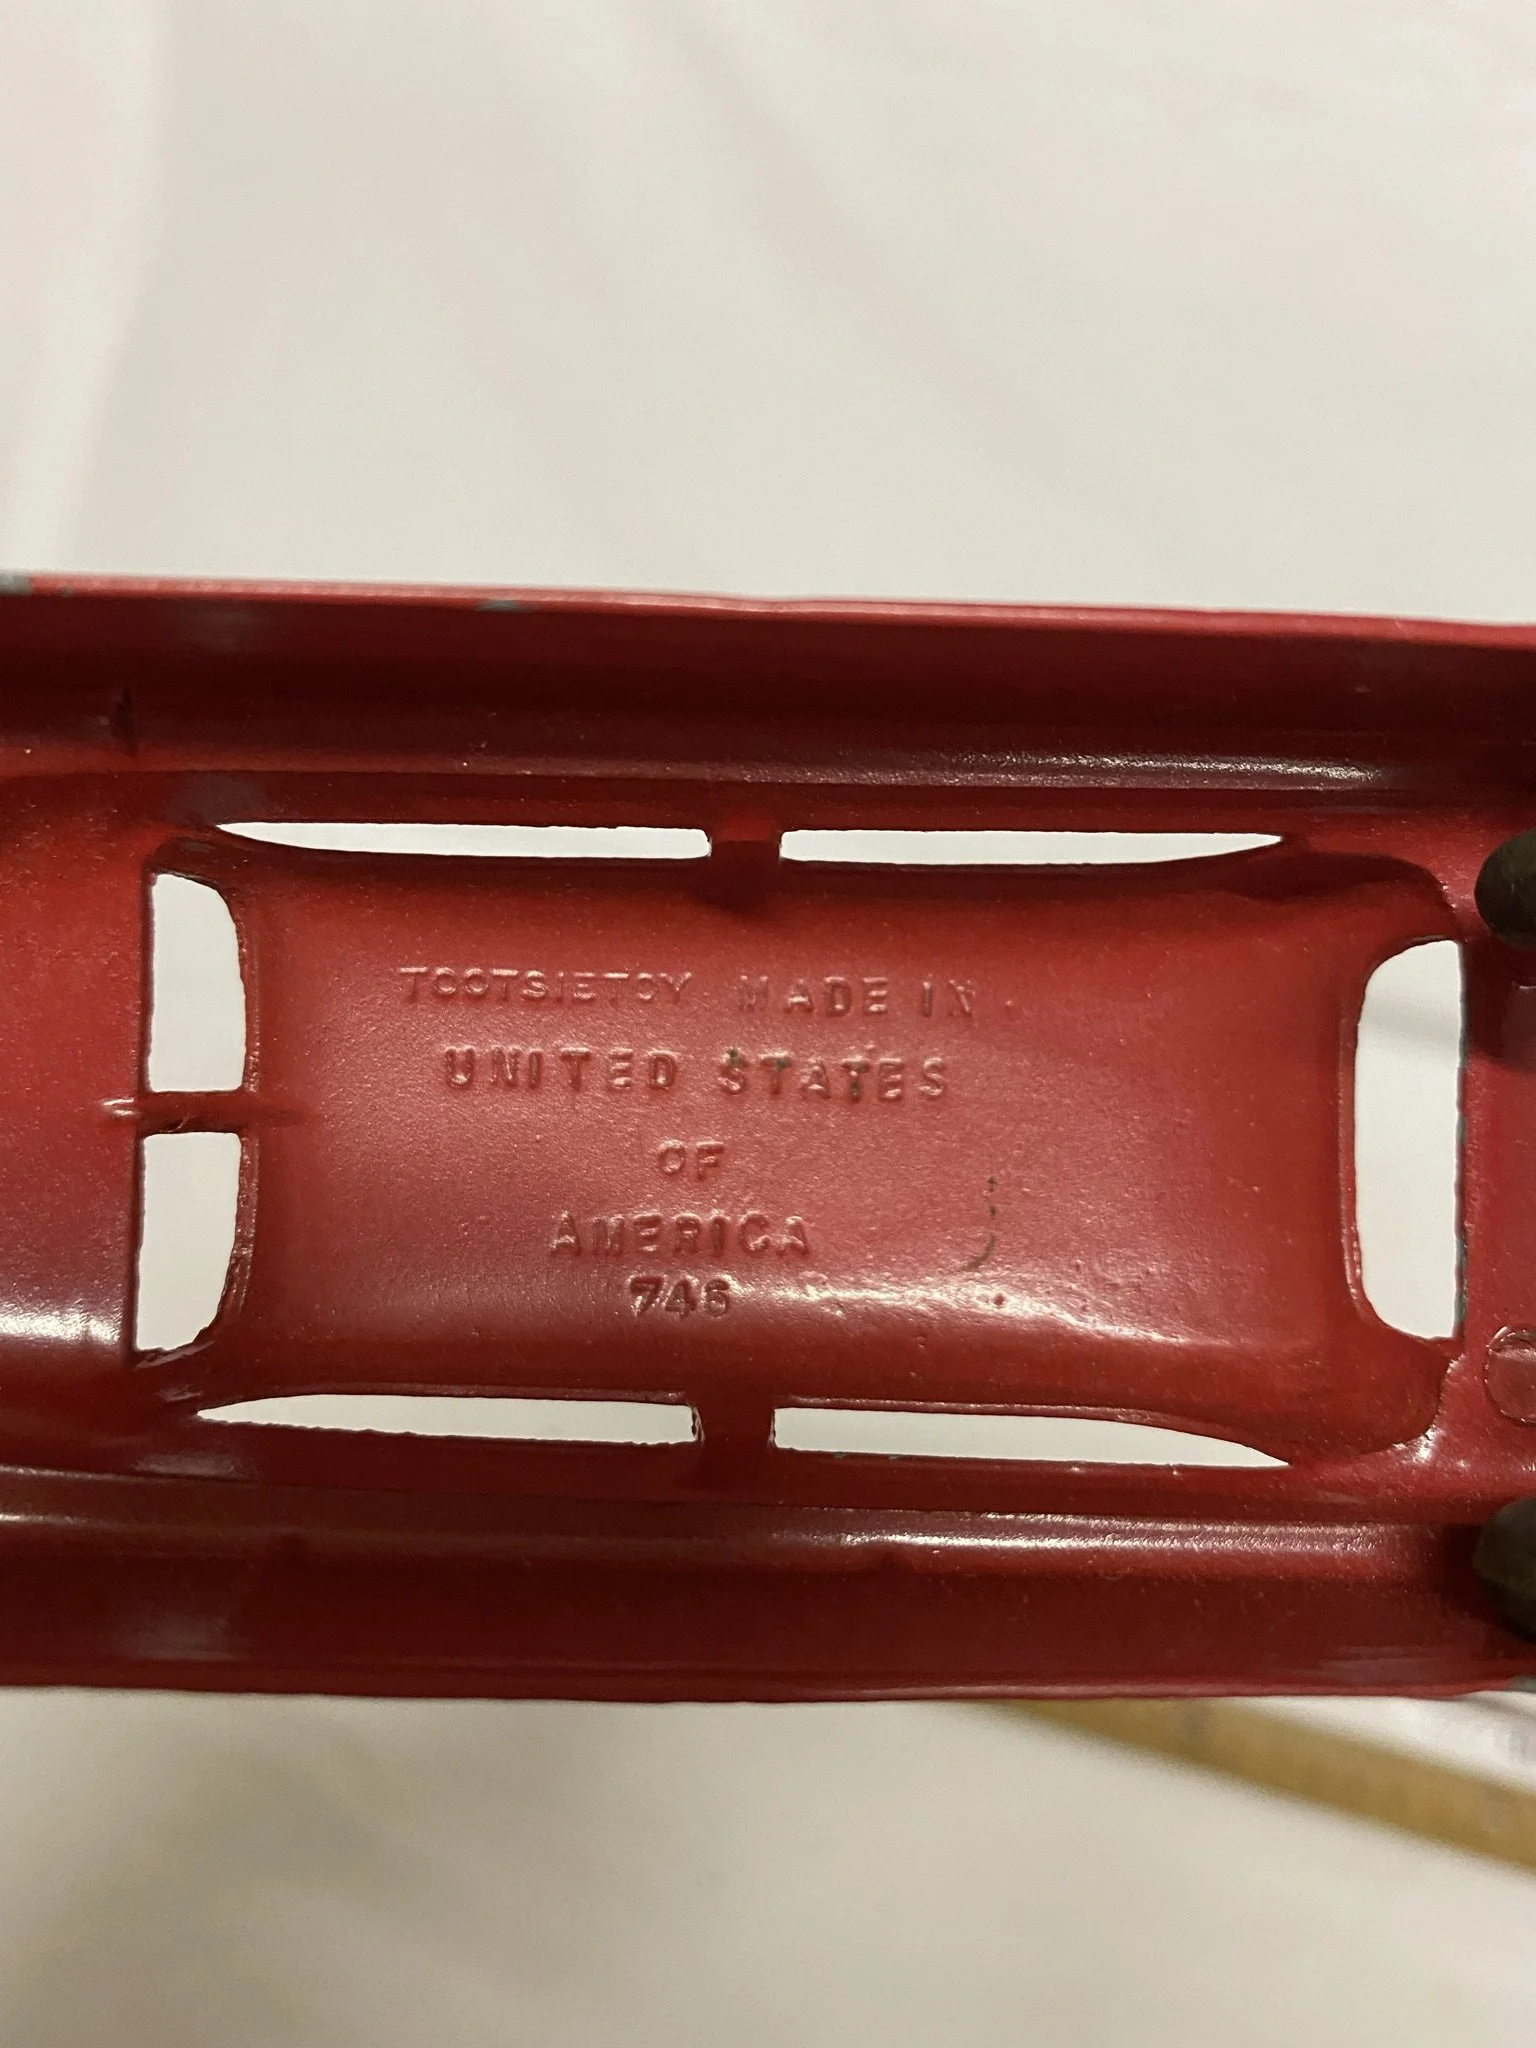 TOOTSIETOY MADE IN
UNITED STATES
OF
AMERICA
746